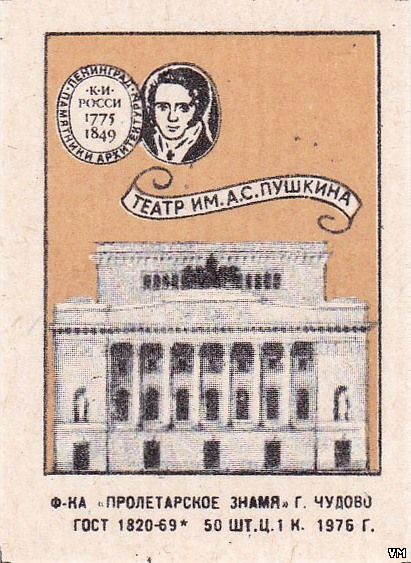 ЛЕНИНГРАД · ПАМЯТНИКИ АРХИТЕКТУРЫ
· К · И ·
РОССИ
1775
1849
ТЕАТР ИМ. А.С. ПУШКИНА
Ф-КА «ПРОЛЕТАРСКОЕ ЗНАМЯ» Г. ЧУДОВО
ГОСТ 1820-69* 50 ШТ.Ц.1 К. 1976 Г.
VM